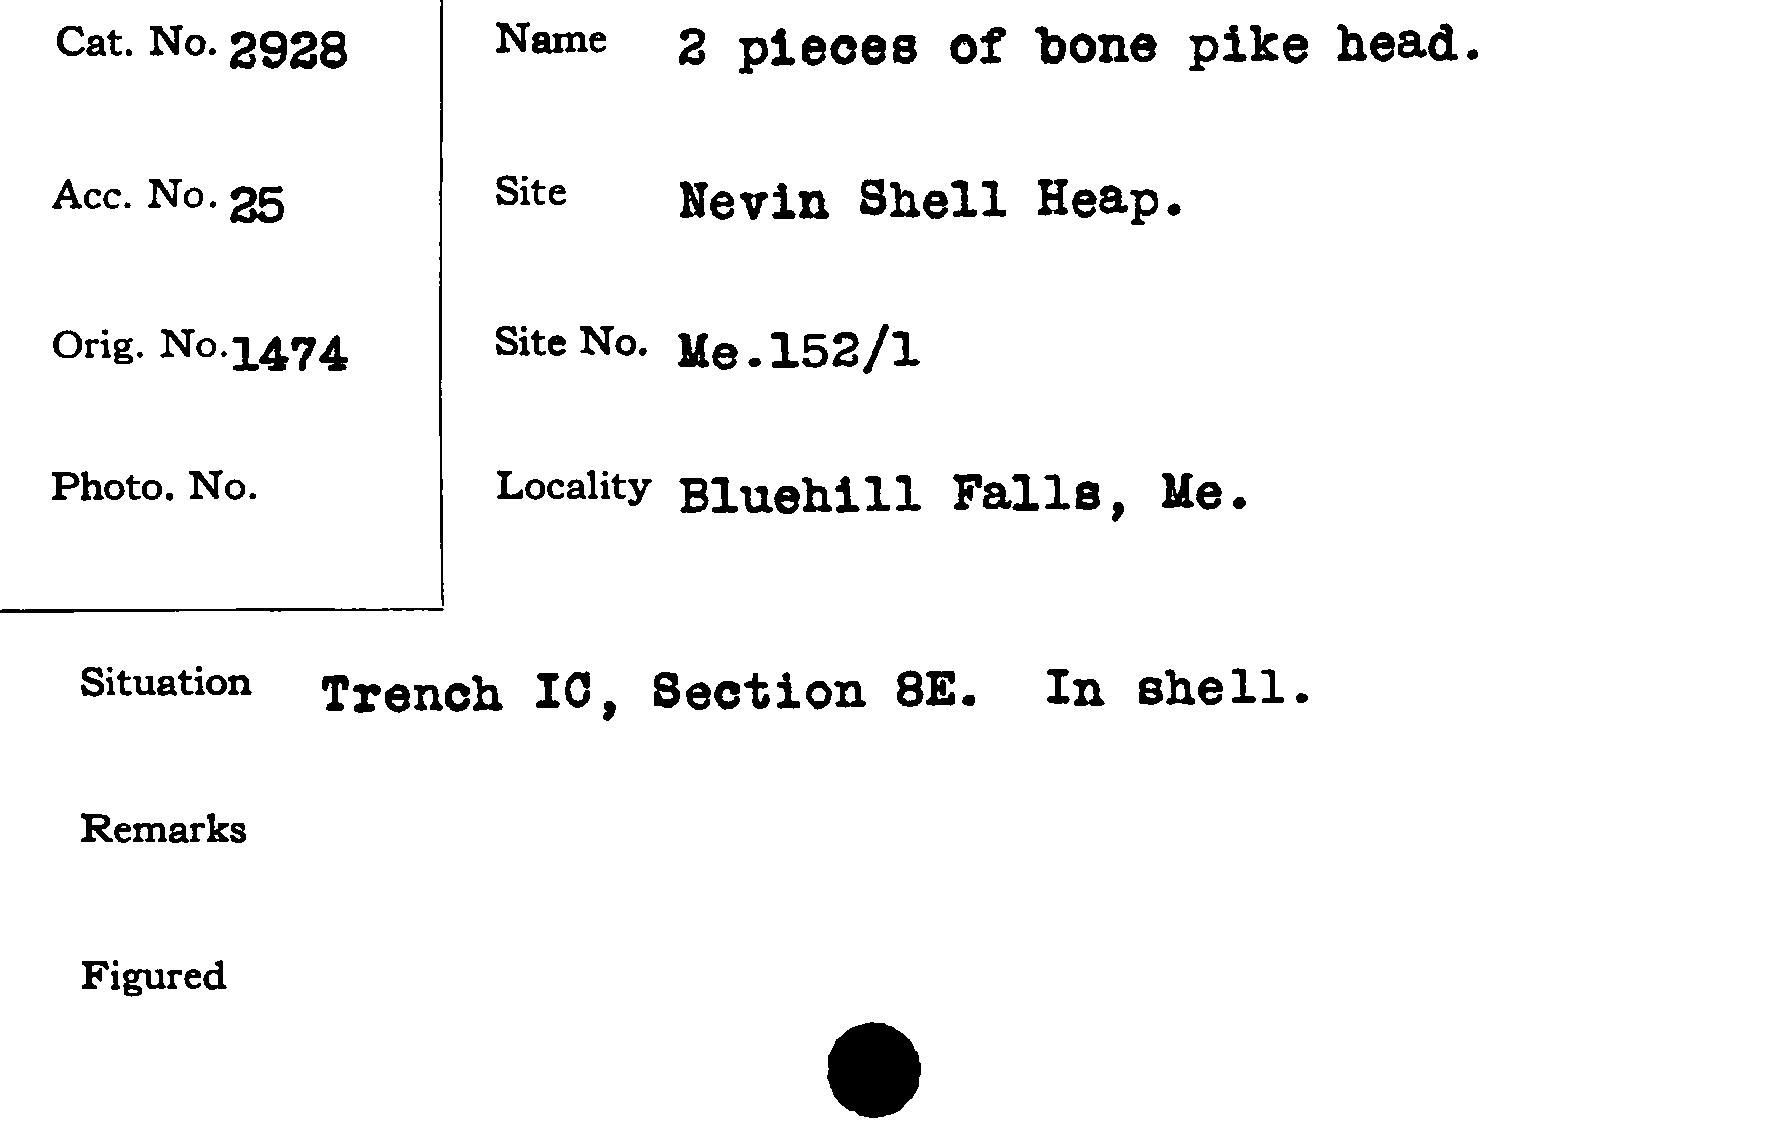 Cat. No. 2928
Acc. No. 25
Orig. No. 1474
Photo. No.
Name 2 pieces of bone pike head.
Site Nevin Shell Heap.
Site No. Me.152/1
Locality Bluehill Falls, Me.
Situation Trench IC, Section 8E. In shell.
Remarks
Figured